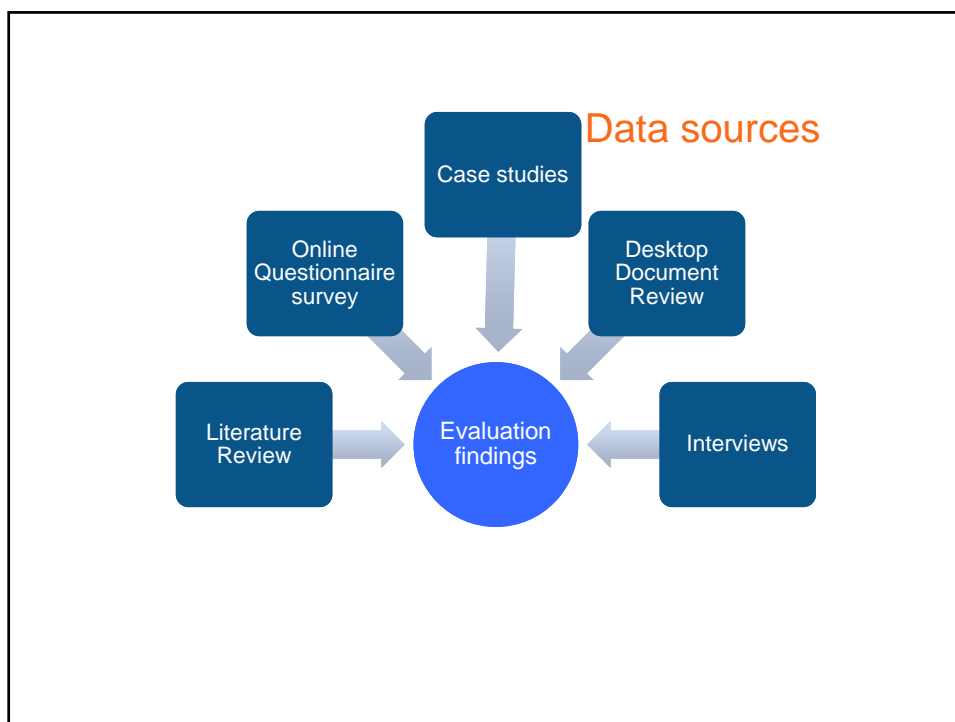 Data sources
Case studies
Online
Questionnaire
survey
Desktop
Document
Review
Literature
Review
Evaluation
findings
Interviews